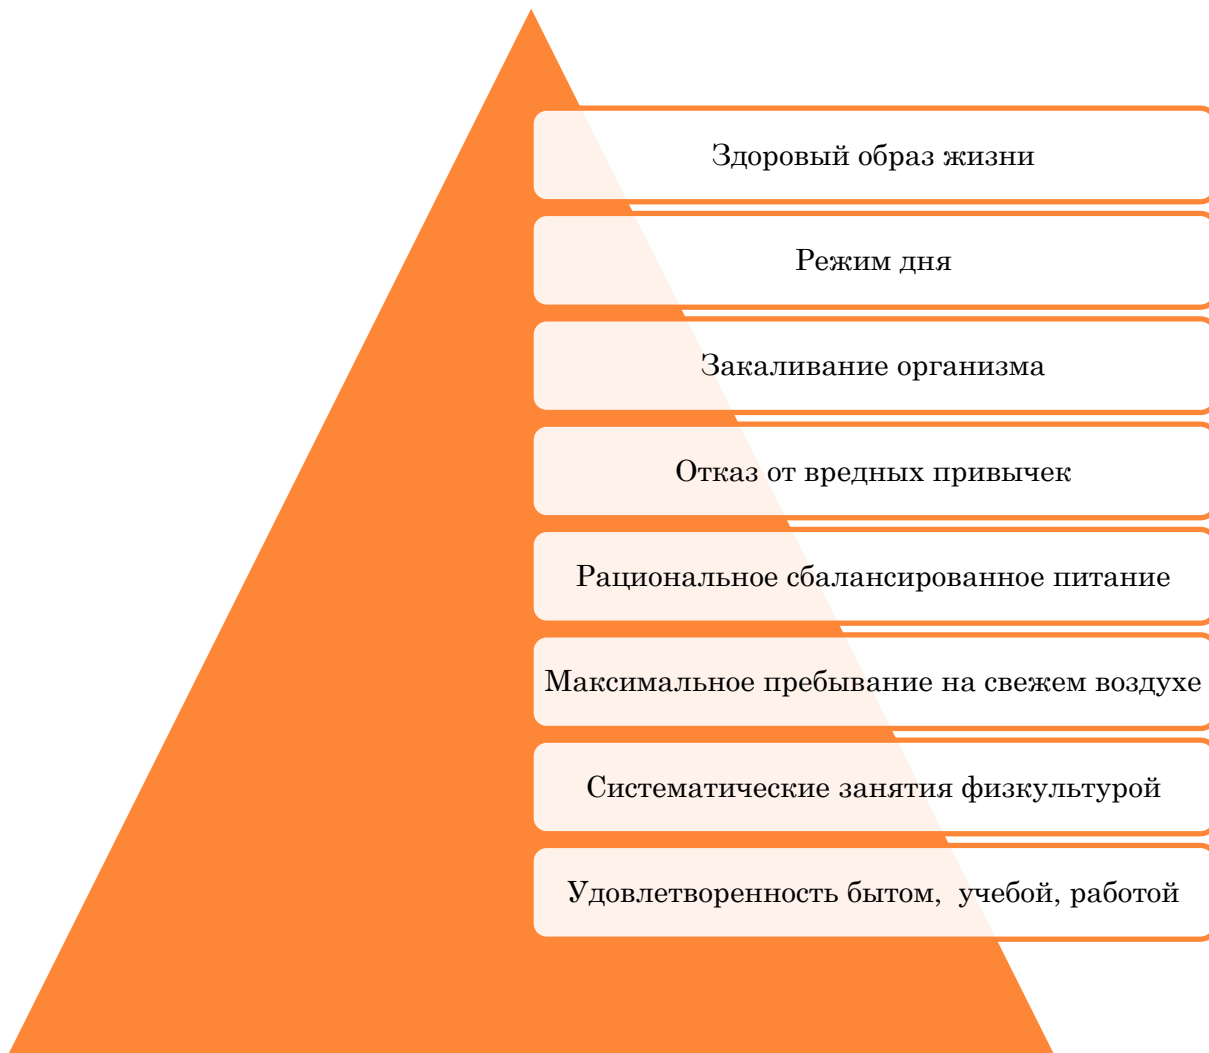 Здоровый образ жизни
Режим дня
Закаливание организма
Отказ от вредных привычек
Рациональное сбалансированное питание
Максимальное пребывание на свежем воздухе
Систематические занятия физкультурой
Удовлетворенность бытом,  учебой, работой